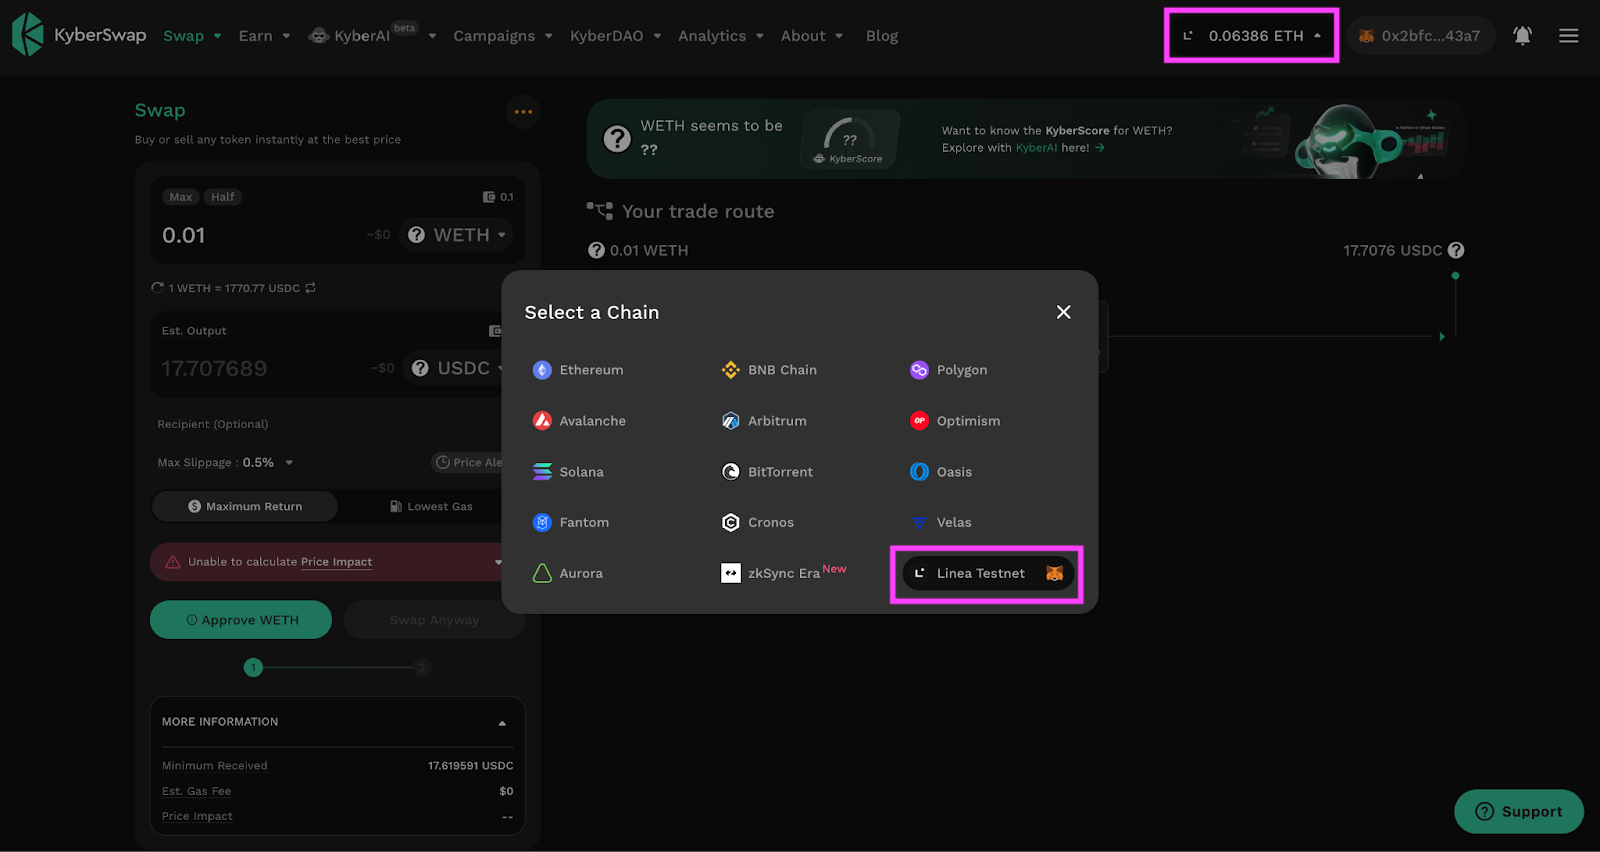 KyberSwap Swap Earn KyberAI beta Campaigns KyberDAO Analytics About Blog 0.06386 ETH 0x2bfc...43a7
Swap
Buy or sell any token instantly at the best price
WETH seems to be
??
??
KyberScore
Want to know the KyberScore for WETH?
Explore with KyberAI here! →
Max Half 0.1
0.01 ~$0 WETH
Your trade route
0.01 WETH 17.7076 USDC
1 WETH = 1770.77 USDC
Est. Output
17.707689 ~$0 USDC
Recipient (Optional)
Max Slippage : 0.5% Price Ale
Maximum Return Lowest Gas
Unable to calculate Price Impact
Approve WETH Swap Anyway
1 2
MORE INFORMATION
Minimum Received 17.619591 USDC
Est. Gas Fee $0
Price Impact --
Select a Chain
Ethereum BNB Chain Polygon
Avalanche Arbitrum OP Optimism
Solana BitTorrent Oasis
Fantom Cronos Velas
Aurora zkSync Era New Linea Testnet
Support